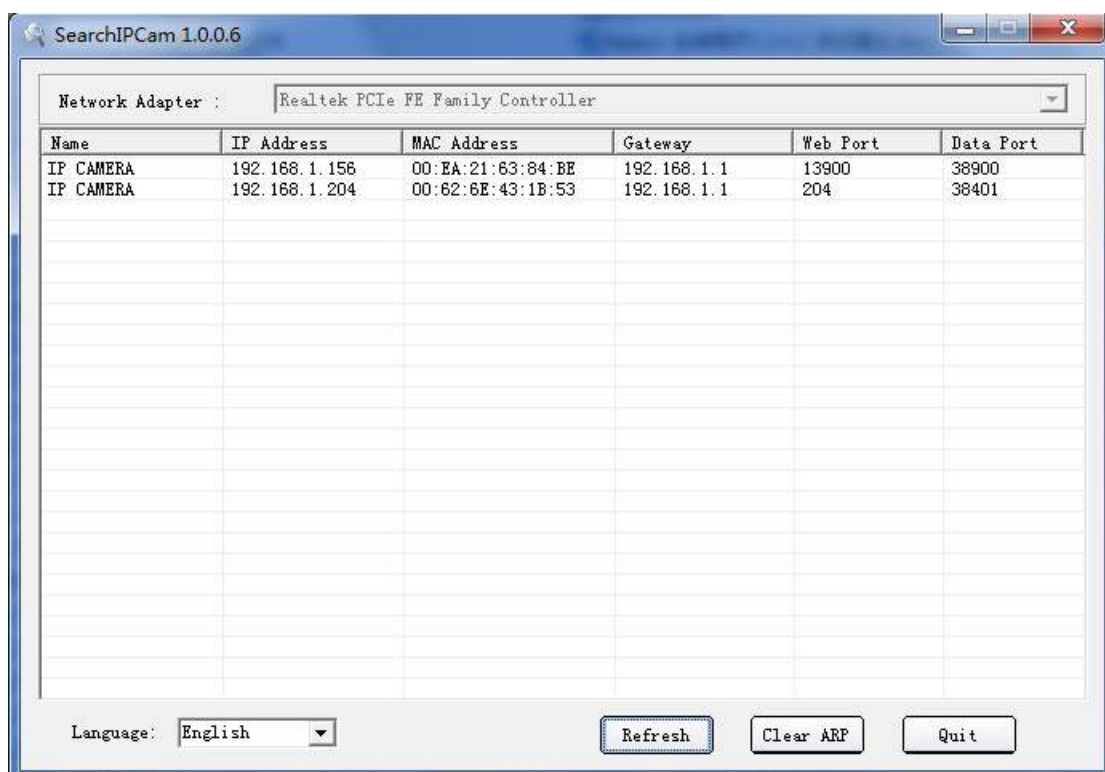 SearchIPCam 1.0.0.6
Network Adapter : Realtek PCIe FE Family Controller
Name IP Address MAC Address Gateway Web Port Data Port
IP CAMERA 192.168.1.156 00:EA:21:63:84:BE 192.168.1.1 13900 38900
IP CAMERA 192.168.1.204 00:62:6E:43:1B:53 192.168.1.1 204 38401
Language: English Refresh Clear ARP Quit